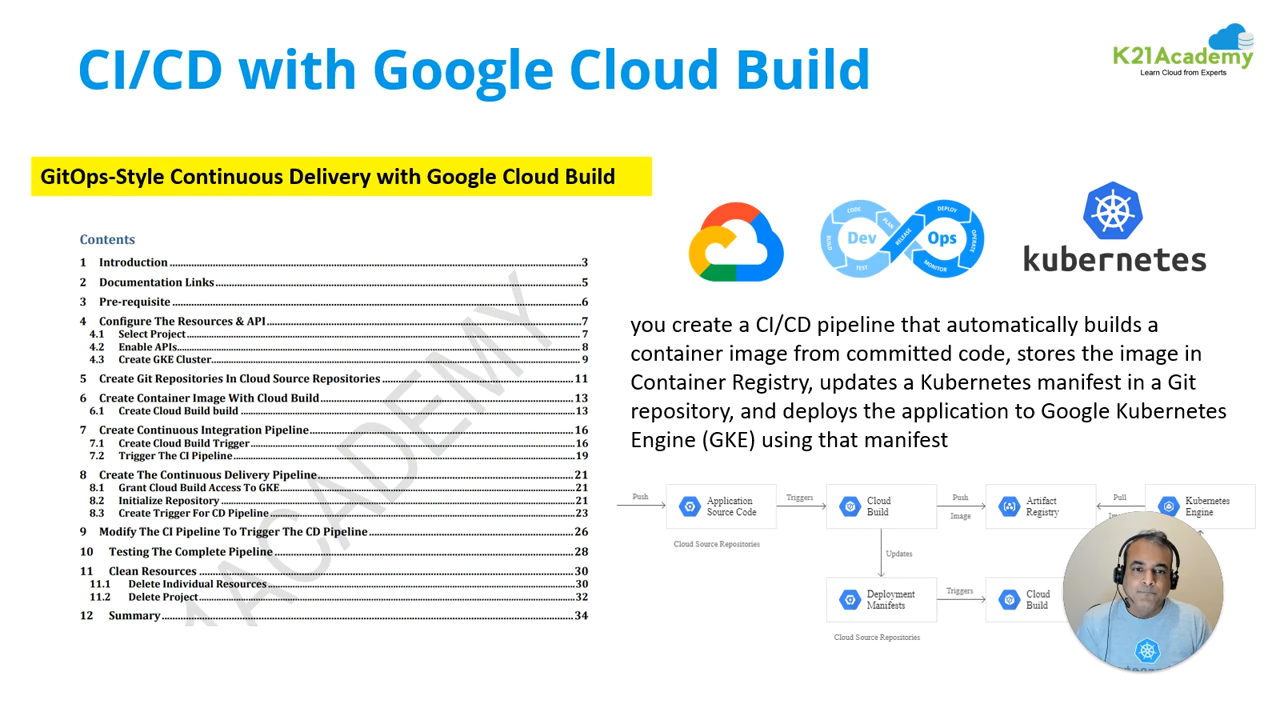 CI/CD with Google Cloud Build
K21Academy
Learn Cloud from Experts
GitOps-Style Continuous Delivery with Google Cloud Build
Contents
1 Introduction 3
2 Documentation Links 5
3 Pre-requisite 6
4 Configure The Resources & API 7
4.1 Select Project 7
4.2 Enable APIs 8
4.3 Create GKE Cluster 9
5 Create Git Repositories In Cloud Source Repositories 11
6 Create Container Image With Cloud Build 13
6.1 Create Cloud Build build 13
7 Create Continuous Integration Pipeline 16
7.1 Create Cloud Build Trigger 16
7.2 Trigger The CI Pipeline 19
8 Create The Continuous Delivery Pipeline 21
8.1 Grant Cloud Build Access To GKE 21
8.2 Initialize Repository 21
8.3 Create Trigger For CD Pipeline 23
9 Modify The CI Pipeline To Trigger The CD Pipeline 26
10 Testing The Complete Pipeline 28
11 Clean Resources 30
11.1 Delete Individual Resources 30
11.2 Delete Project 32
12 Summary 34
1ACADEMY
CODE
PLAN
BUILD
TEST
Dev
RELEASE
DEPLOY
OPERATE
MONITOR
Ops
kubernetes
you create a CI/CD pipeline that automatically builds a
container image from committed code, stores the image in
Container Registry, updates a Kubernetes manifest in a Git
repository, and deploys the application to Google Kubernetes
Engine (GKE) using that manifest
Push
Application
Source Code
Cloud Source Repositories
Triggers
Cloud
Build
Push
Image
Artifact
Registry
Pull
Kubernetes
Engine
Updates
Deployment
Manifests
Cloud Source Repositories
Triggers
Cloud
Build